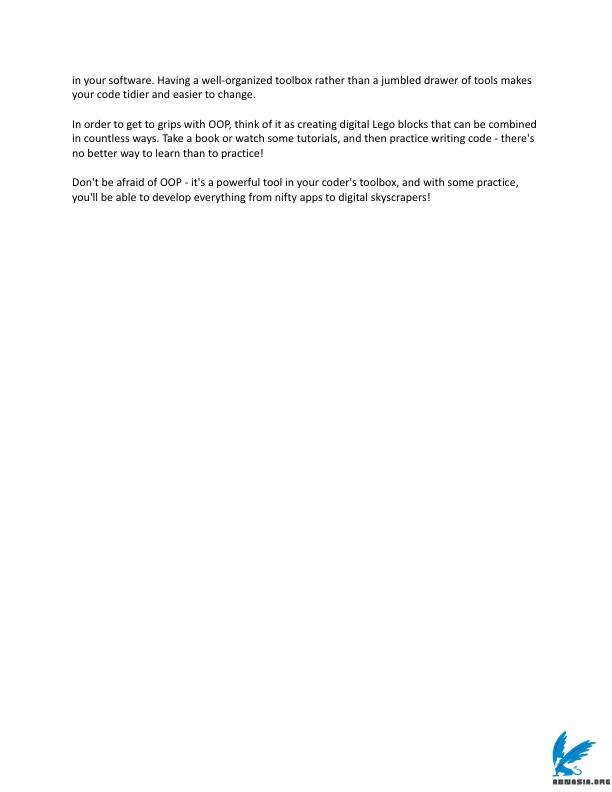 in your software. Having a well-organized toolbox rather than a jumbled drawer of tools makes
your code tidier and easier to change.
In order to get to grips with OOP, think of it as creating digital Lego blocks that can be combined
in countless ways. Take a book or watch some tutorials, and then practice writing code - there's
no better way to learn than to practice!
Don't be afraid of OOP - it's a powerful tool in your coder's toolbox, and with some practice,
you'll be able to develop everything from nifty apps to digital skyscrapers!
ABNASIA.ORG